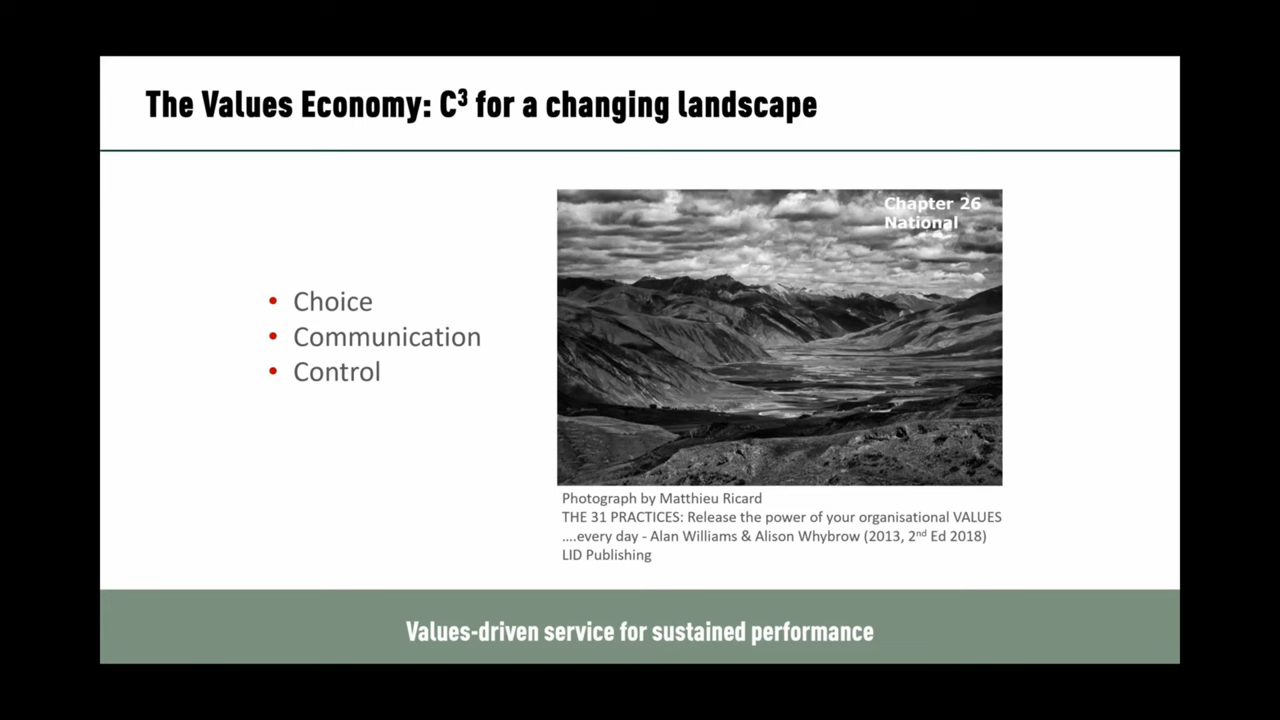 The Values Economy: C³ for a changing landscape
• Choice
• Communication
• Control
Chapter 26
National
Photograph by Matthieu Ricard
THE 31 PRACTICES: Release the power of your organisational VALUES
....every day - Alan Williams & Alison Whybrow (2013, 2nd Ed 2018)
LID Publishing
Values-driven service for sustained performance